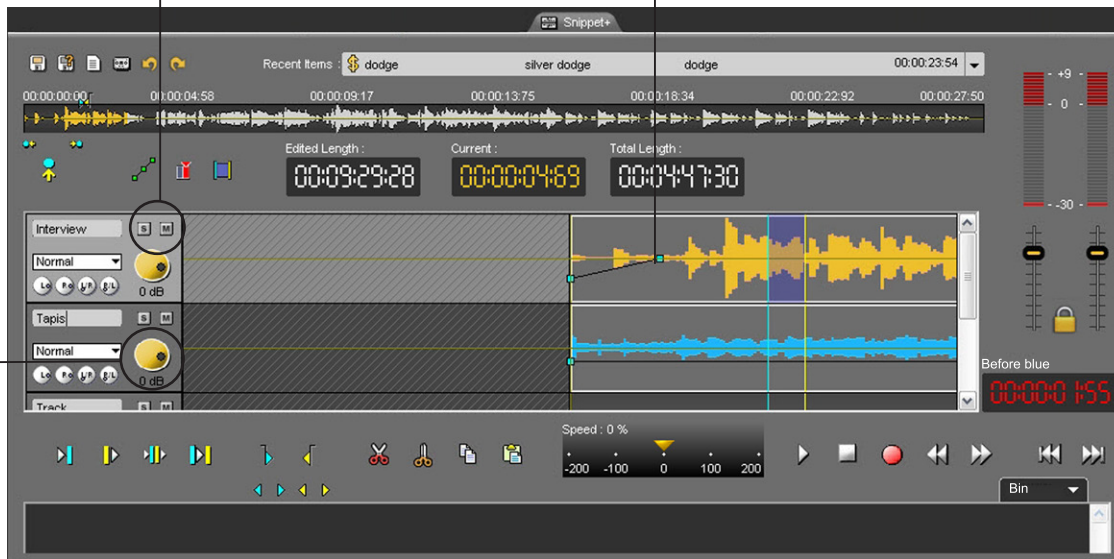 Snippet+
Recent Items : dodge silver dodge dodge 00:00:23:54
+9
0
-30
00:00:00:00 00:00:04:58 00:00:09:17 00:00:13:75 00:00:18:34 00:00:22:92 00:00:27:50
Edited Length : Current : Total Length :
00:09:29:28 00:00:04:69 00:04:47:30
Interview S M
Normal
Lo Ro L/R R/L 0 dB
Tapis S M
Normal
Lo Ro L/R R/L 0 dB
Track S M
Before blue
00:00:01:55
Speed : 0 %
-200 -100 0 100 200
Bin